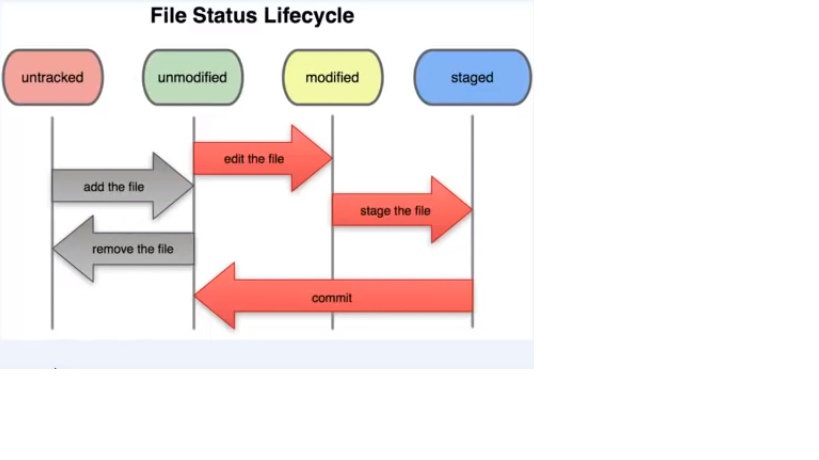 File Status Lifecycle
untracked
unmodified
modified
staged
edit the file
add the file
stage the file
remove the file
commit